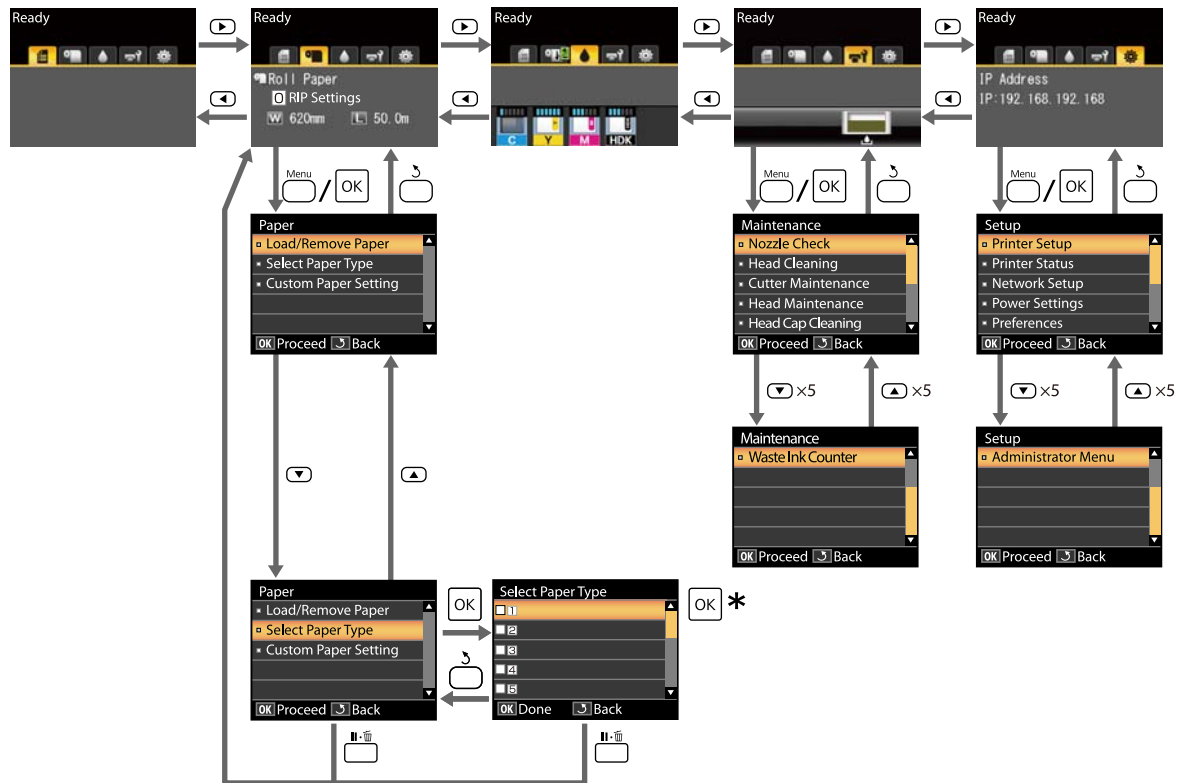 Ready
Ready
Ready
Ready
Ready
Roll Paper
0 RIP Settings
W 620mm L 50.0m
C Y M HDK
IP Address
IP:192.168.192.168
Menu / OK
Menu / OK
Menu / OK
Paper
Load/Remove Paper
Select Paper Type
Custom Paper Setting
OK Proceed Back
Maintenance
Nozzle Check
Head Cleaning
Cutter Maintenance
Head Maintenance
Head Cap Cleaning
OK Proceed Back
Setup
Printer Setup
Printer Status
Network Setup
Power Settings
Preferences
OK Proceed Back
×5
×5
×5
×5
Maintenance
Waste Ink Counter
OK Proceed Back
Setup
Administrator Menu
OK Proceed Back
Paper
Load/Remove Paper
Select Paper Type
Custom Paper Setting
OK Proceed Back
OK
Select Paper Type
1
2
3
4
5
OK Done Back
OK *